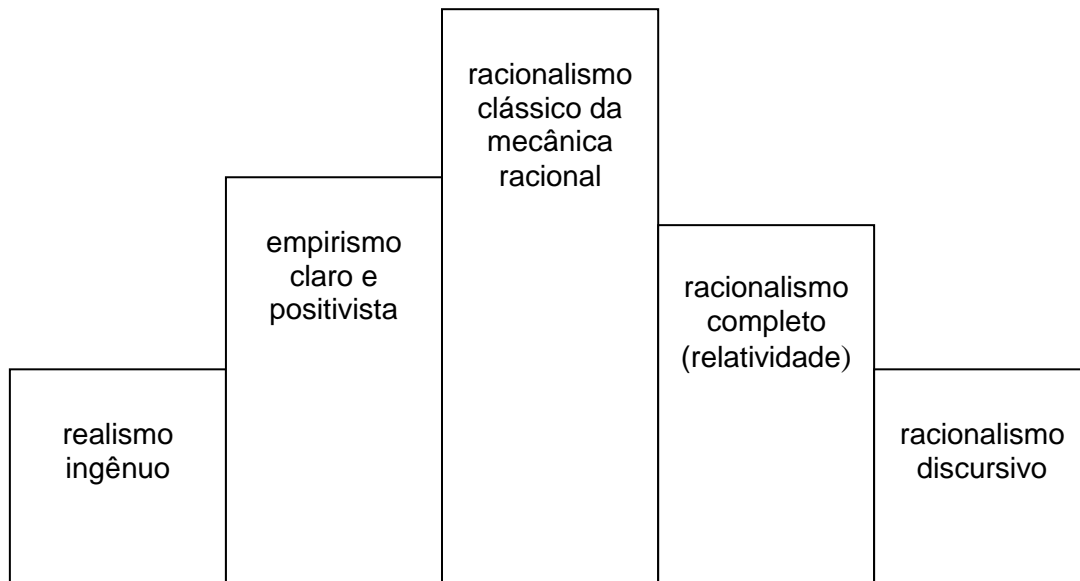 realismo
ingênuo
empirismo
claro e
positivista
racionalismo
clássico da
mecânica
racional
racionalismo
completo
(relatividade)
racionalismo
discursivo